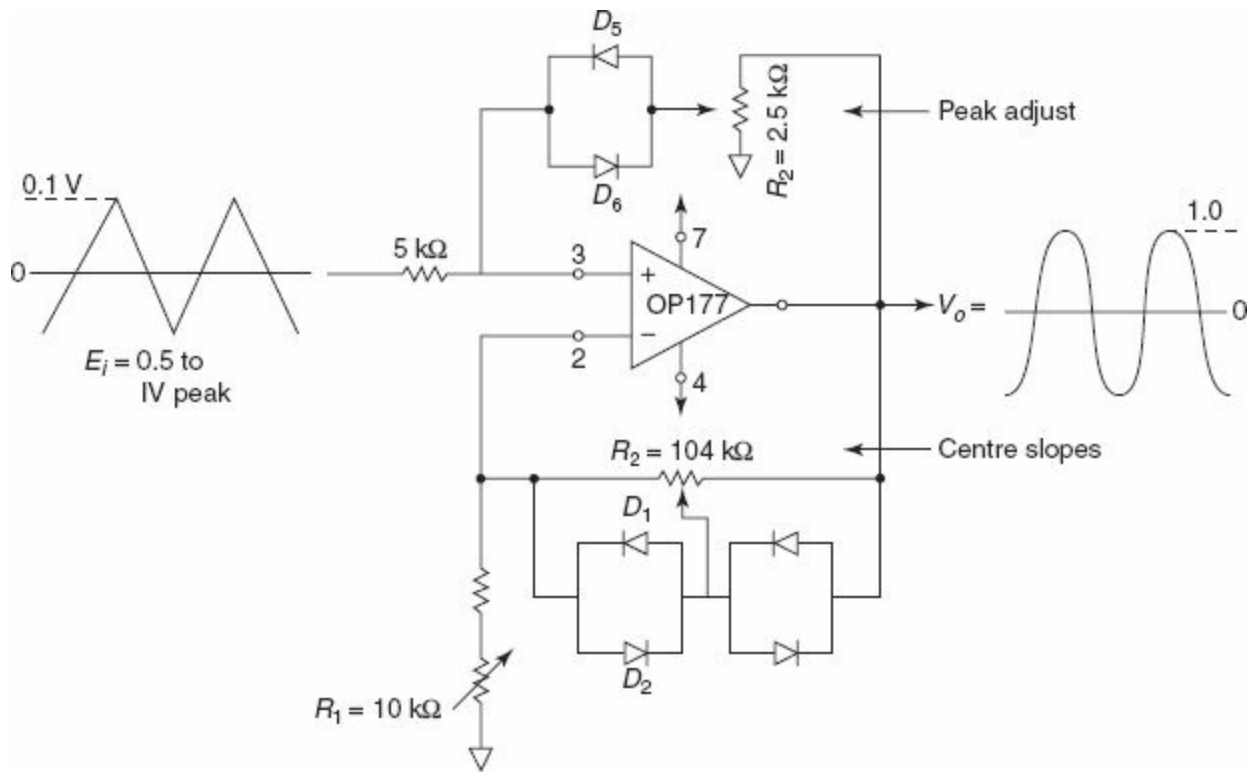 D5
R2 = 2.5 kΩ
Peak adjust
D6
0.1 V
1.0
7
5 kΩ
3
0
+
OP177
Vo =
0
−
2
4
Ei = 0.5 to
IV peak
R2 = 104 kΩ
Centre slopes
D1
D2
R1 = 10 kΩ